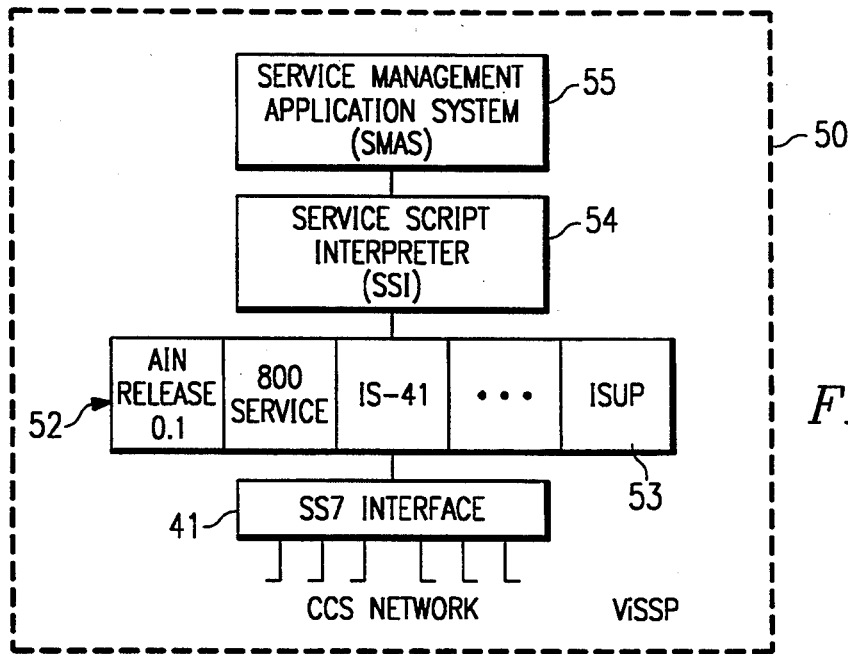 SERVICE MANAGEMENT
APPLICATION SYSTEM
(SMAS)
55
50
SERVICE SCRIPT
INTERPRETER
(SSI)
54
AIN
RELEASE
0.1
800
SERVICE
IS-41
• • •
ISUP
52
53
F
SS7 INTERFACE
41
CCS NETWORK
ViSSP